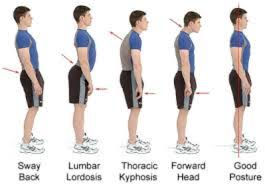 Sway Back
Lumbar Lordosis
Thoracic Kyphosis
Forward Head
Good Posture